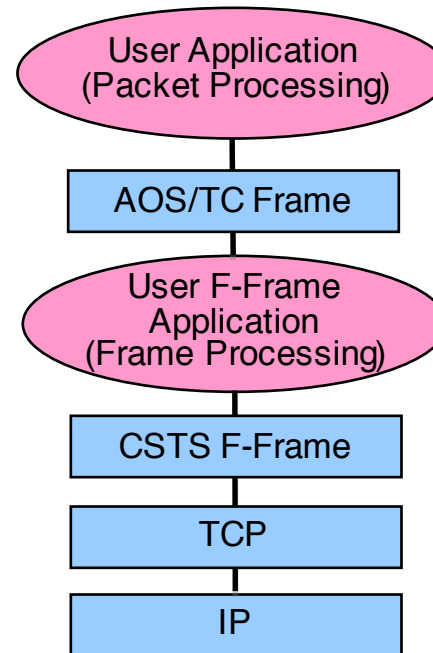 User Application
(Packet Processing)
AOS/TC Frame
User F-Frame
Application
(Frame Processing)
CSTS F-Frame
TCP
IP